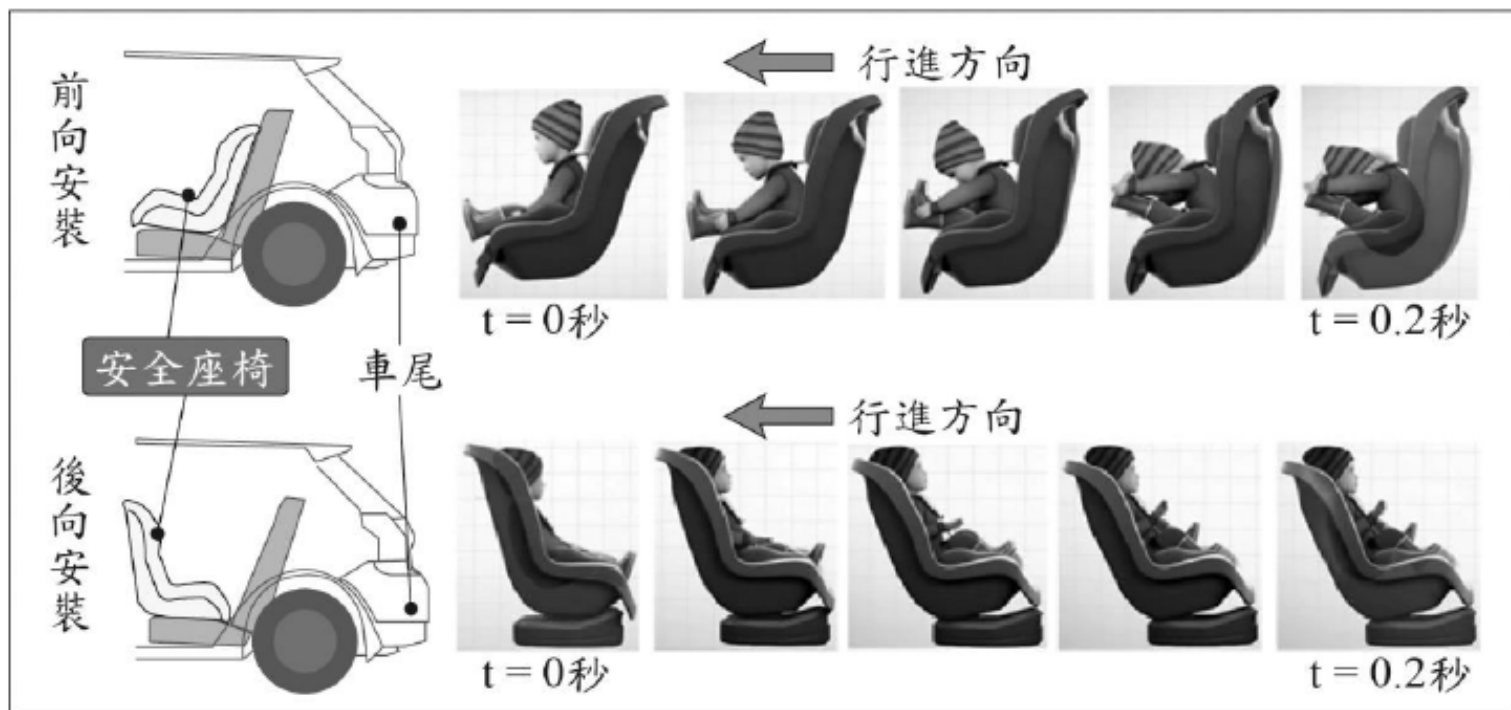 前向安裝
行進方向
t = 0秒
t = 0.2秒
安全座椅
車尾
後向安裝
行進方向
t = 0秒
t = 0.2秒